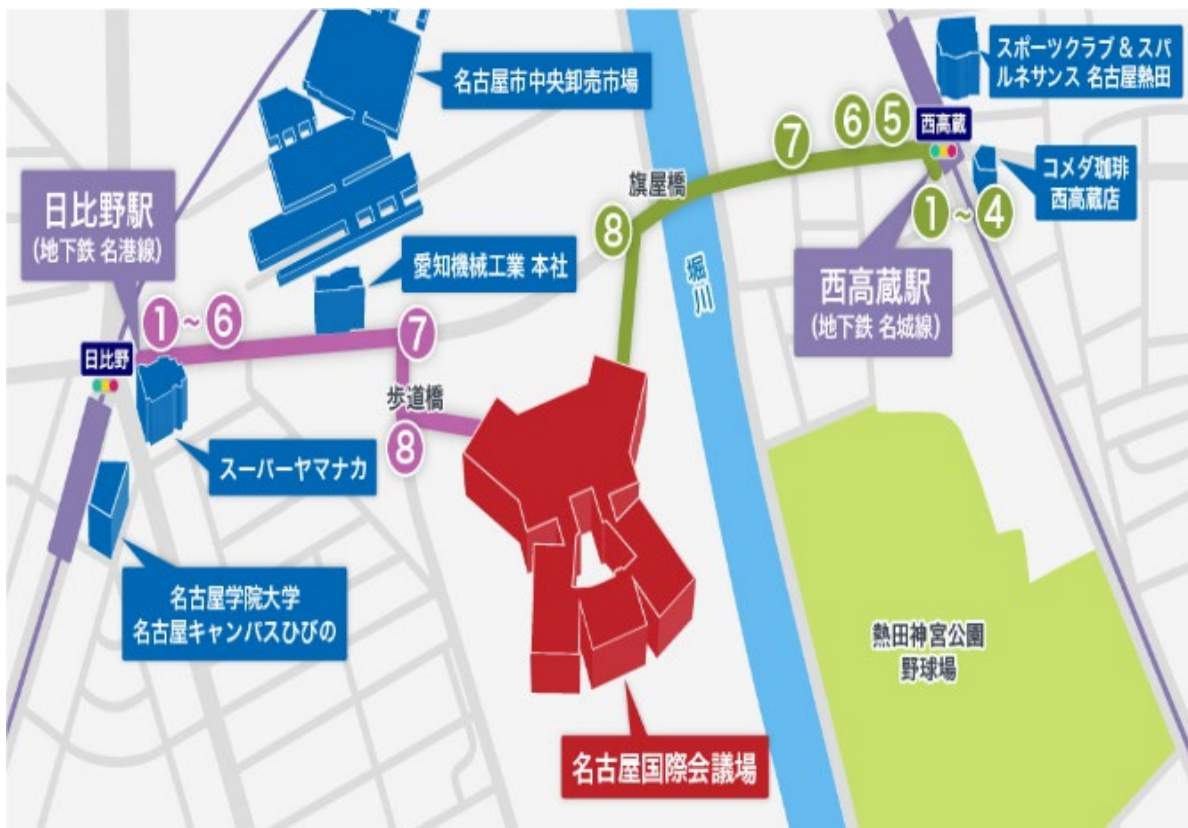 スポーツクラブ & スパ
ルネサンス 名古屋熱田
名古屋市中央卸売市場
⑦
⑥
⑤
西高蔵
コメダ珈琲
西高蔵店
旗屋橋
日比野駅
(地下鉄 名港線)
⑧
①~④
愛知機械工業 本社
堀川
西高蔵駅
(地下鉄 名城線)
①~⑥
⑦
日比野
歩道橋
⑧
スーパーヤマナカ
名古屋学院大学
名古屋キャンパスひびの
熱田神宮公園
野球場
名古屋国際会議場